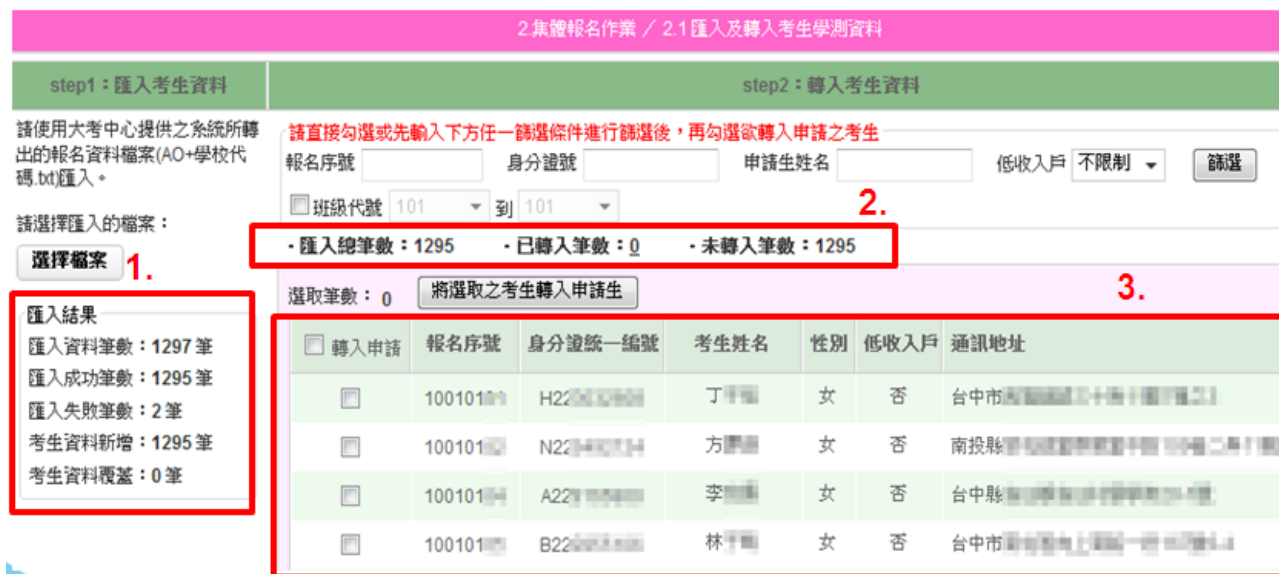 2.集體報名作業 / 2.1匯入及轉入考生學測資料
step1：匯入考生資料
step2：轉入考生資料
請使用大考中心提供之系統所轉
出的報名資料檔案(AO+學校代
碼.txt)匯入。
請選擇匯入的檔案：
選擇檔案
1.
匯入結果
匯入資料筆數：1297 筆
匯入成功筆數：1295 筆
匯入失敗筆數：2 筆
考生資料新增：1295 筆
考生資料覆蓋：0 筆
請直接勾選或先輸入下方任一篩選條件進行篩選後，再勾選欲轉入申請之考生
報名序號 身分證號 申請生姓名 低收入戶 不限制 篩選
班級代號 101 到 101
2.
· 匯入總筆數：1295 · 已轉入筆數：0 · 未轉入筆數：1295
選取筆數： 0 將選取之考生轉入申請生
3.
轉入申請 報名序號 身分證統一編號 考生姓名 性別 低收入戶 通訊地址
10010101 H22 丁 女 否 台中市
100101 N22 方 女 否 南投縣
100101 A22 李 女 否 台中縣
100101 B22 林 女 否 台中市